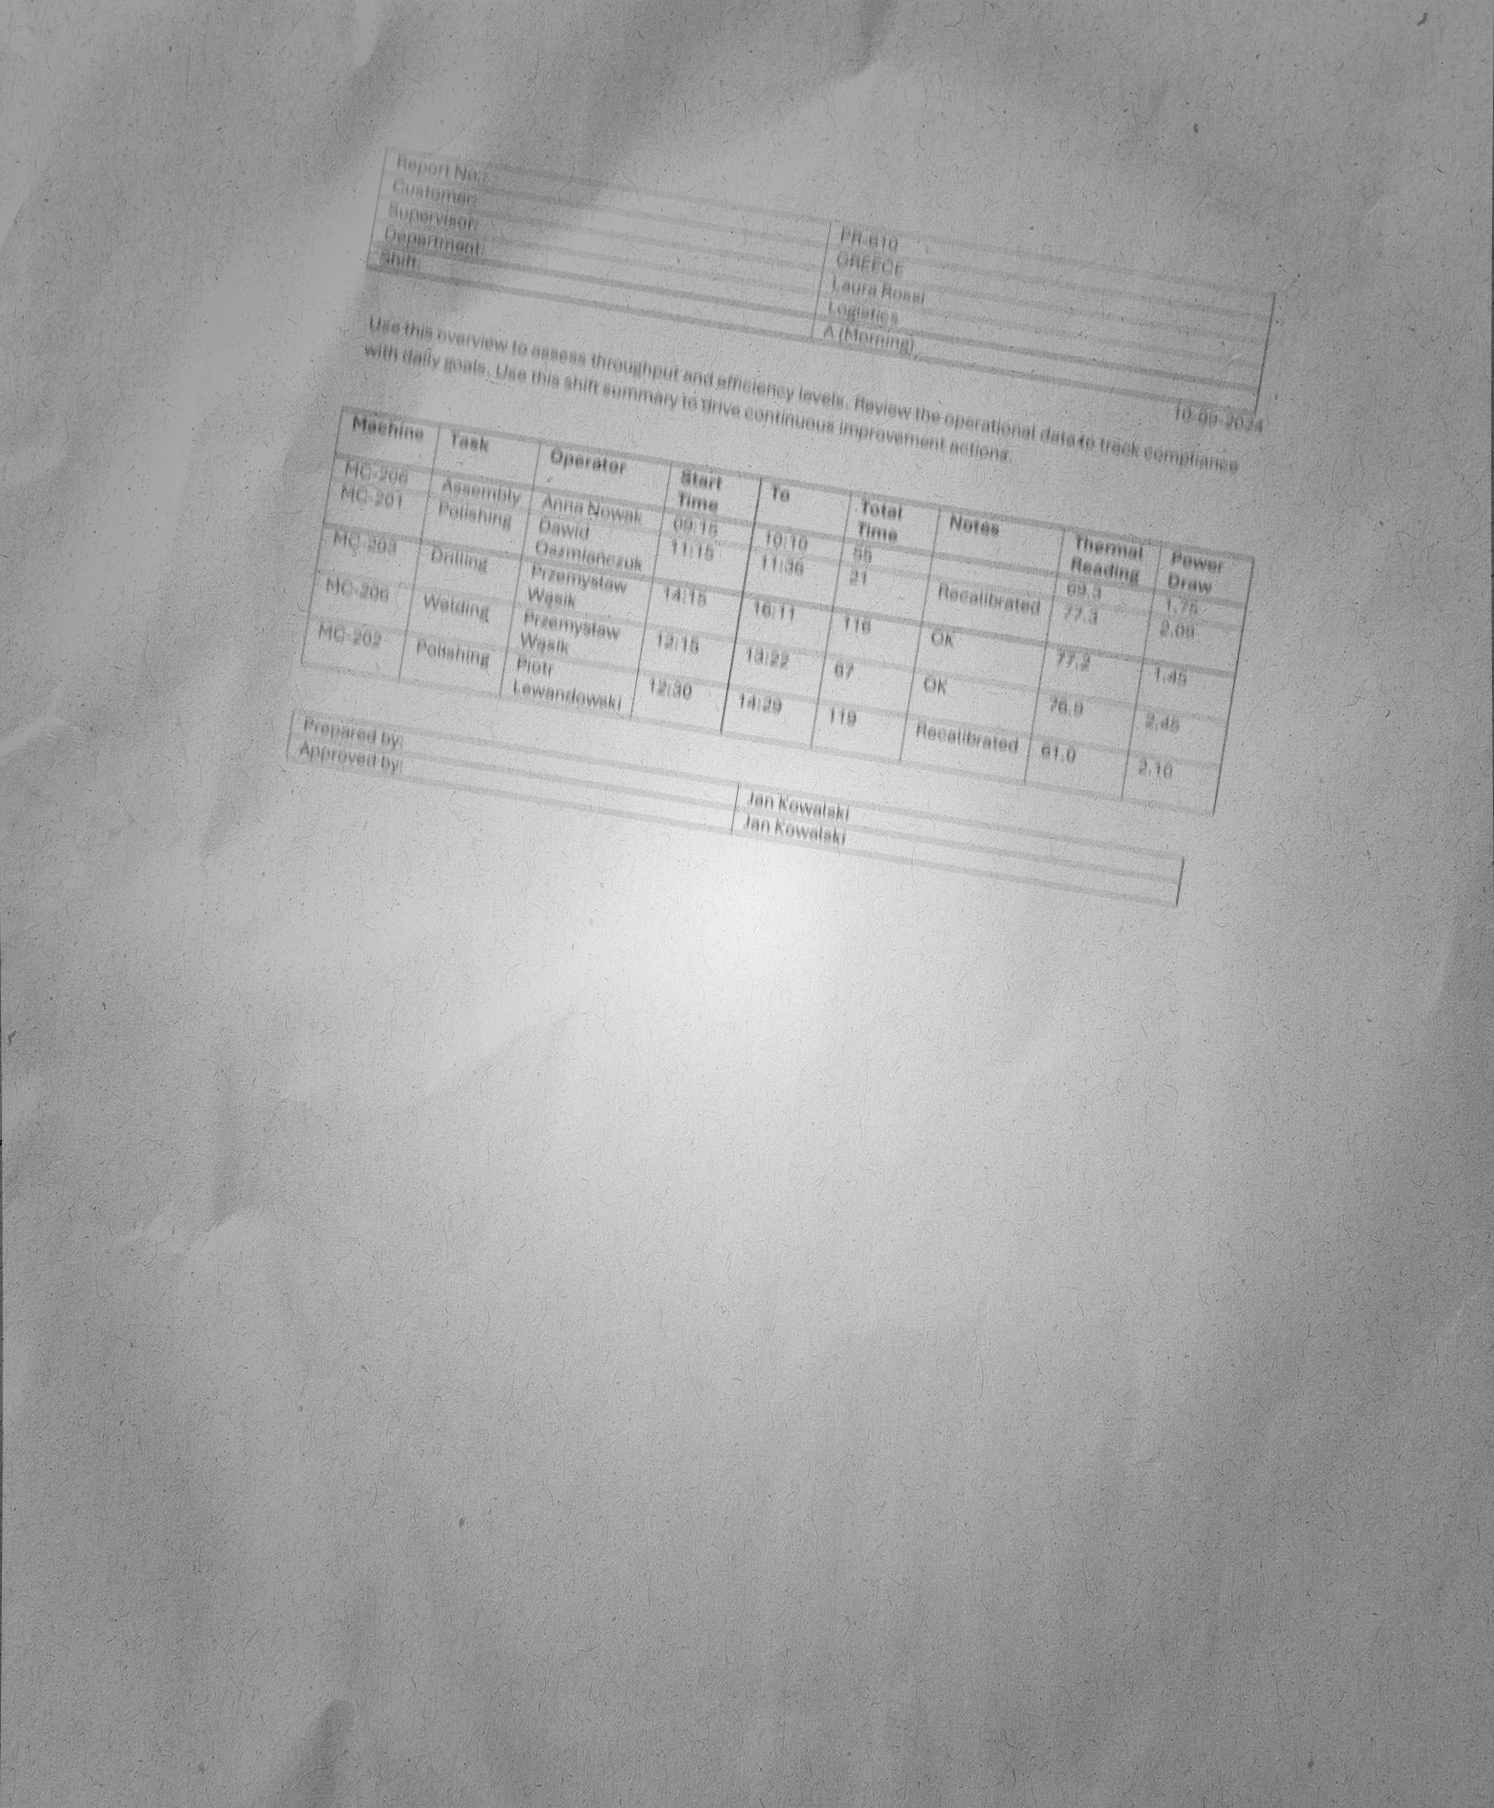 Report No.: PR-610
Customer: GREECE
Supervisor: Laura Rossi
Department: Logistics
Shift: A (Morning)
10-09-2024
Use this overview to assess throughput and efficiency levels. Review the operational data to track compliance
with daily goals. Use this shift summary to drive continuous improvement actions.
Machine Task Operator Start Time To Total Time Notes Thermal Reading Power Draw
MC-206 Assembly Anna Nowak 09:15 10:10 55 69.3 1.75
MC-201 Polishing Dawid 11:15 11:36 21 Recalibrated 77.3 2.09
MC-203 Drilling Przemysław Wąsik 14:15 16:11 116 OK 77.2 1.45
MC-206 Welding Przemysław Wąsik 12:15 13:22 67 OK 76.9 2.45
MC-202 Polishing Piotr Lewandowski 12:30 14:29 119 Recalibrated 61.0 2.10
Prepared by: Jan Kowalski
Approved by: Jan Kowalski